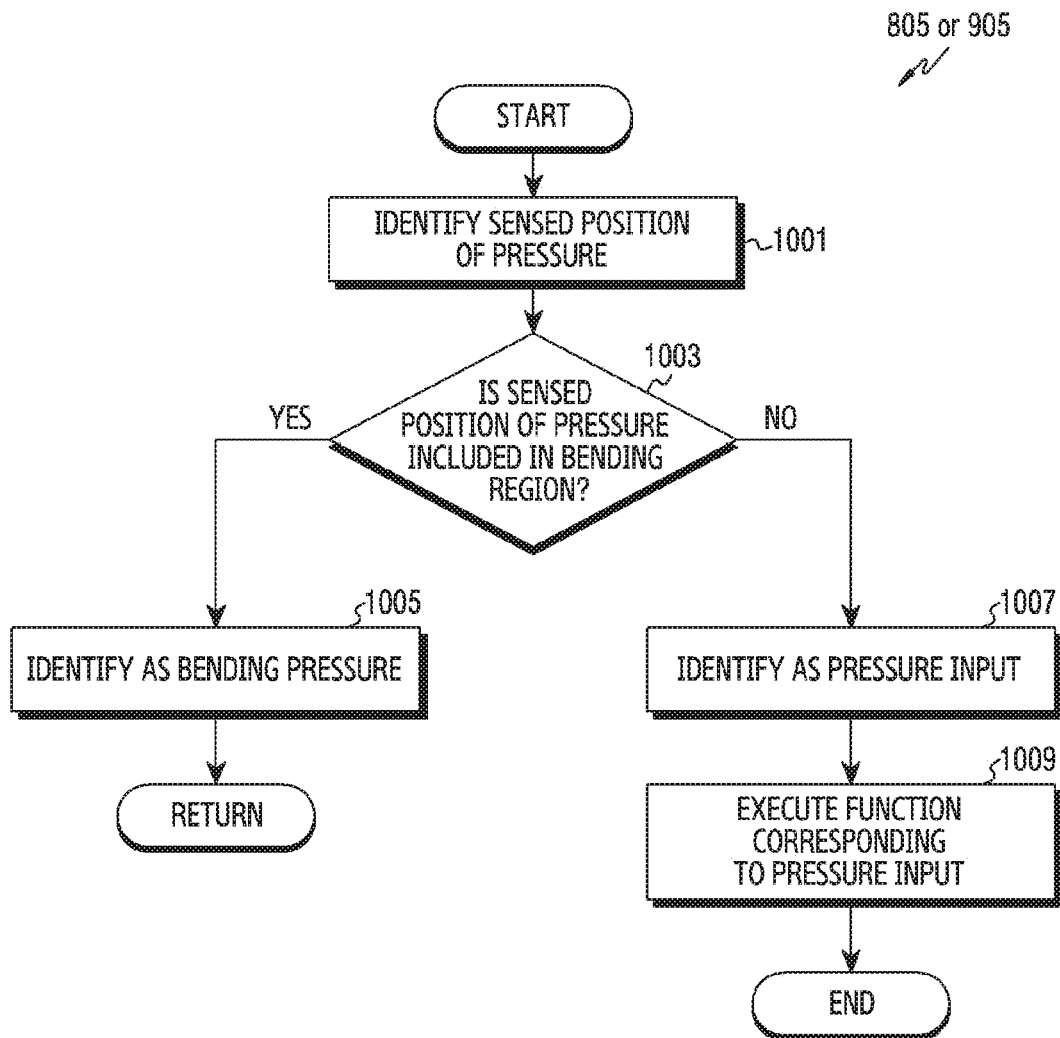 805 or 905
START
IDENTIFY SENSED POSITION
OF PRESSURE
1001
1003
IS SENSED
POSITION OF PRESSURE
INCLUDED IN BENDING
REGION?
YES
NO
1005
IDENTIFY AS BENDING PRESSURE
RETURN
1007
IDENTIFY AS PRESSURE INPUT
1009
EXECUTE FUNCTION
CORRESPONDING
TO PRESSURE INPUT
END